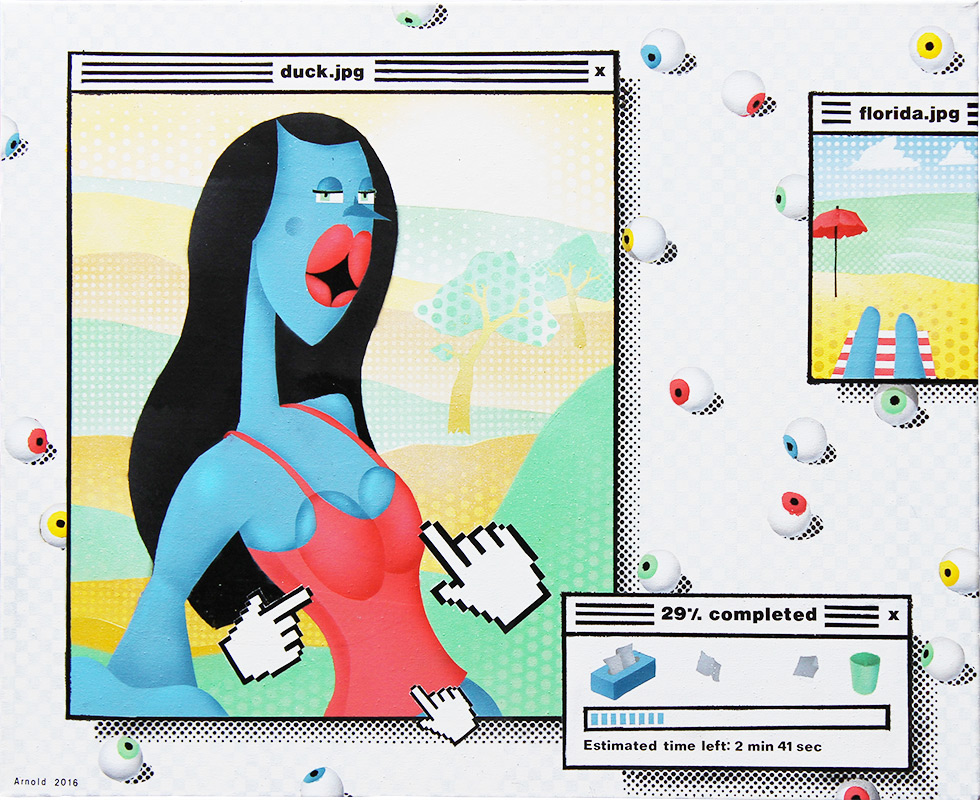 duck.jpg x
florida.jpg
29% completed x
Estimated time left: 2 min 41 sec
Arnold 2016